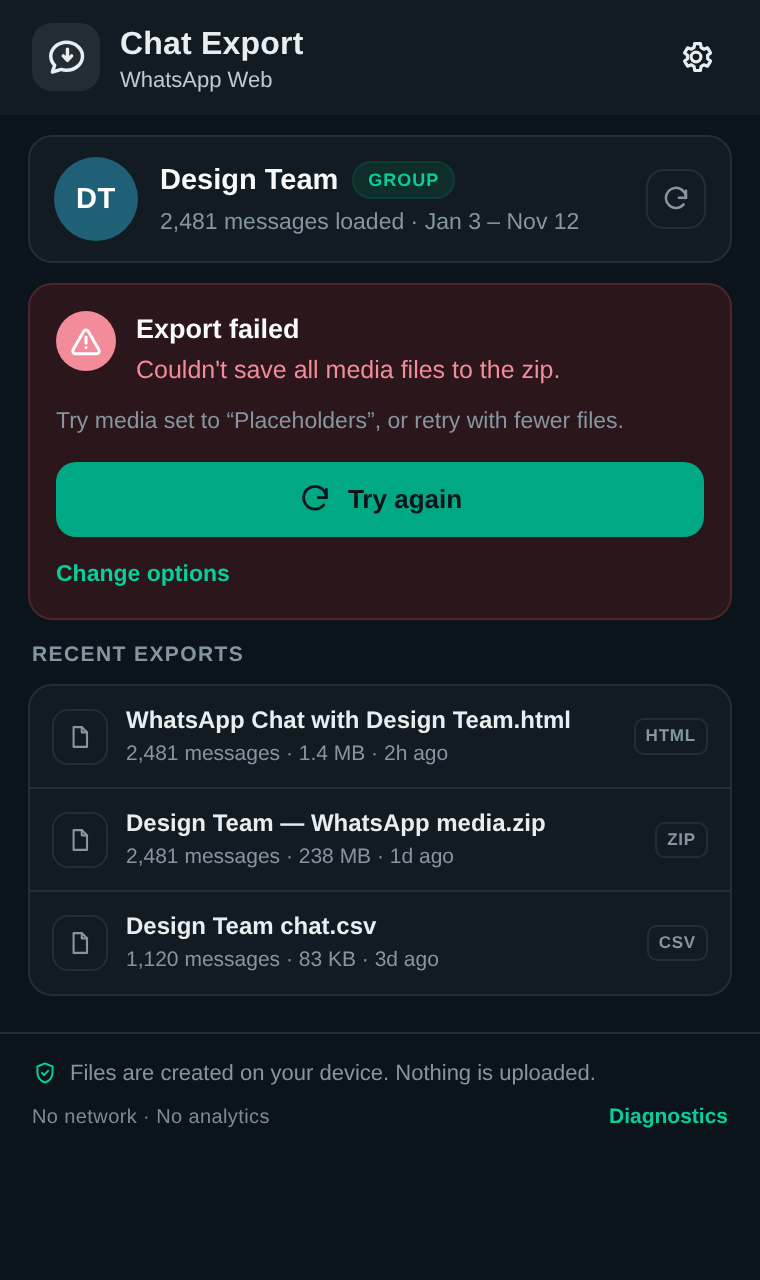 Chat Export
WhatsApp Web
DT
Design Team GROUP
2,481 messages loaded · Jan 3 – Nov 12
Export failed
Couldn't save all media files to the zip.
Try media set to “Placeholders”, or retry with fewer files.
Try again
Change options
RECENT EXPORTS
WhatsApp Chat with Design Team.html
2,481 messages · 1.4 MB · 2h ago
HTML
Design Team — WhatsApp media.zip
2,481 messages · 238 MB · 1d ago
ZIP
Design Team chat.csv
1,120 messages · 83 KB · 3d ago
CSV
Files are created on your device. Nothing is uploaded.
No network · No analytics
Diagnostics